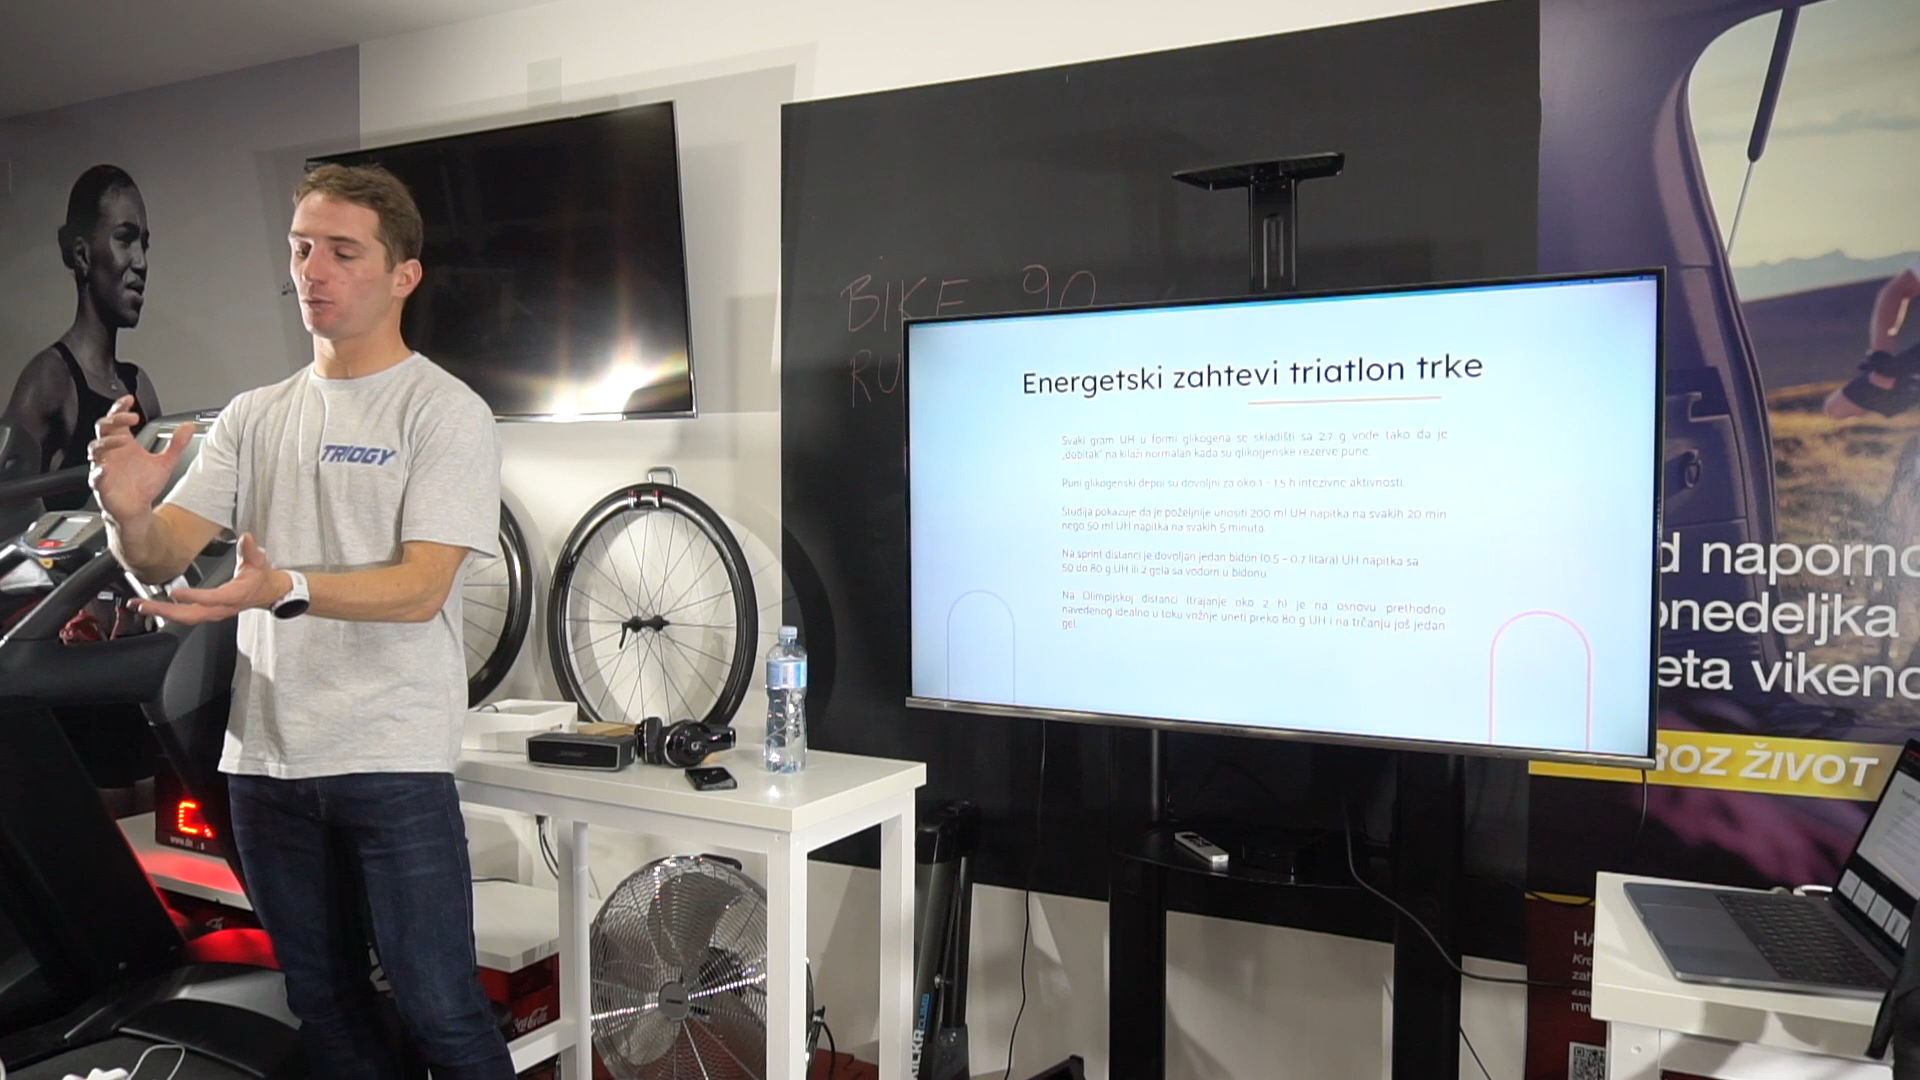 BIKE 90
RU
TRIOGY
Energetski zahtevi triatlon trke
Svaki gram UH u formi glikogena se skladišti sa 2.7 g vode tako da je
„dobitak" na kilaži normalan kada su glikogenske rezerve pune.
Puni glikogenski depoi su dovoljni za oko 1 - 1.5 h intezivne aktivnosti.
Studija pokazuje da je poželjnije unositi 200 ml UH napitka na svakih 20 min
nego 50 ml UH napitka na svakih 5 minuta.
Na sprint distanci je dovoljan jedan bidon (0.5 – 0.7 litara) UH napitka sa
50 do 80 g UH ili 2 gela sa vodom u bidonu.
Na Olimpijskoj distanci (trajanje oko 2 h) je na osnovu prethodno
navedenog idealno u toku vožnje uneti preko 80 g UH i na trčanju još jedan
gel.
d naporno
onedeljka
eta vikend
ROZ ŽIVOT
Coca-Cola
CLIMB